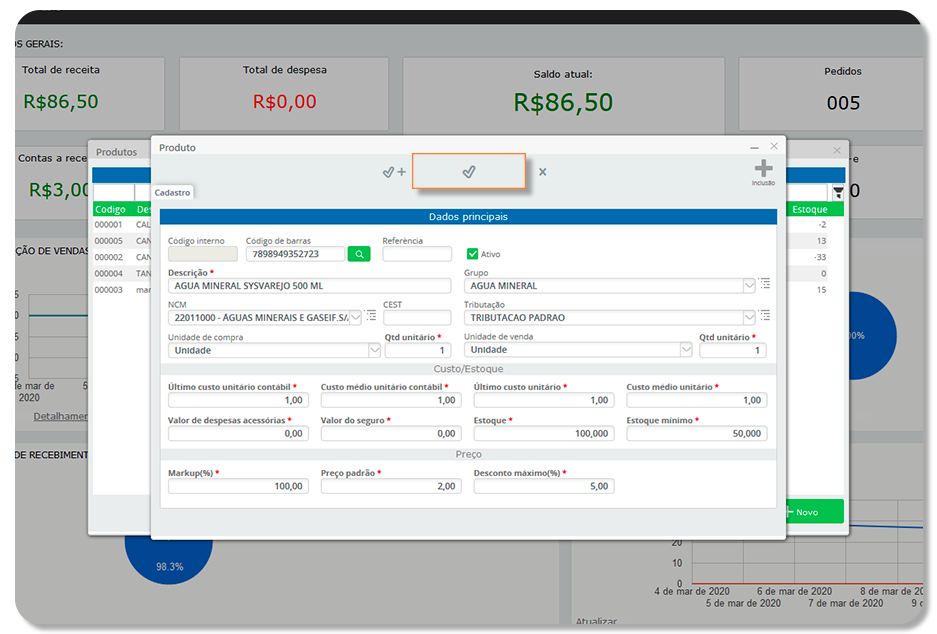 OS GERAIS:
Total de receita
Total de despesa
Saldo atual:
Pedidos
R$86,50
R$0,00
R$86,50
005
Contas a rece
R$3,00
Produtos
Produto
Inclusão
Cadastro
Dados principais
Codigo
Des
Estoque
000001 CAL -2
000005 CAN 13
000002 CAN -33
000004 TAN 0
000003 mar 15
Codigo interno
Código de barras
Referência
7898949352723
Ativo
Descrição *
Grupo
AGUA MINERAL SYSVAREJO 500 ML
AGUA MINERAL
NCM
CEST
Tributação
22011000 - ÁGUAS MINERAIS E GASEIF.S/
TRIBUTACAO PADRAO
Unidade de compra
Qtd unitário *
Unidade de venda
Qtd unitário *
Unidade
1
Unidade
1
Custo/Estoque
Último custo unitário contábil *
Custo médio unitário contábil *
Último custo unitário *
Custo médio unitário *
1,00
1,00
1,00
1,00
Valor de despesas acessórias *
Valor do seguro *
Estoque *
Estoque mínimo *
0,00
0,00
100,000
50,000
Preço
Markup(%) *
Preço padrão *
Desconto máximo(%) *
100,00
2,00
5,00
+ Novo
ÇÃO DE VENDAS
de mar de
2020
5
Detalhamen
DE RECEBIMENT
98.3%
20
10
0
4 de mar de 2020
6 de mar de 2020
8 de mar de 20
5 de mar de 2020
7 de mar de 2020
9
Atualizar